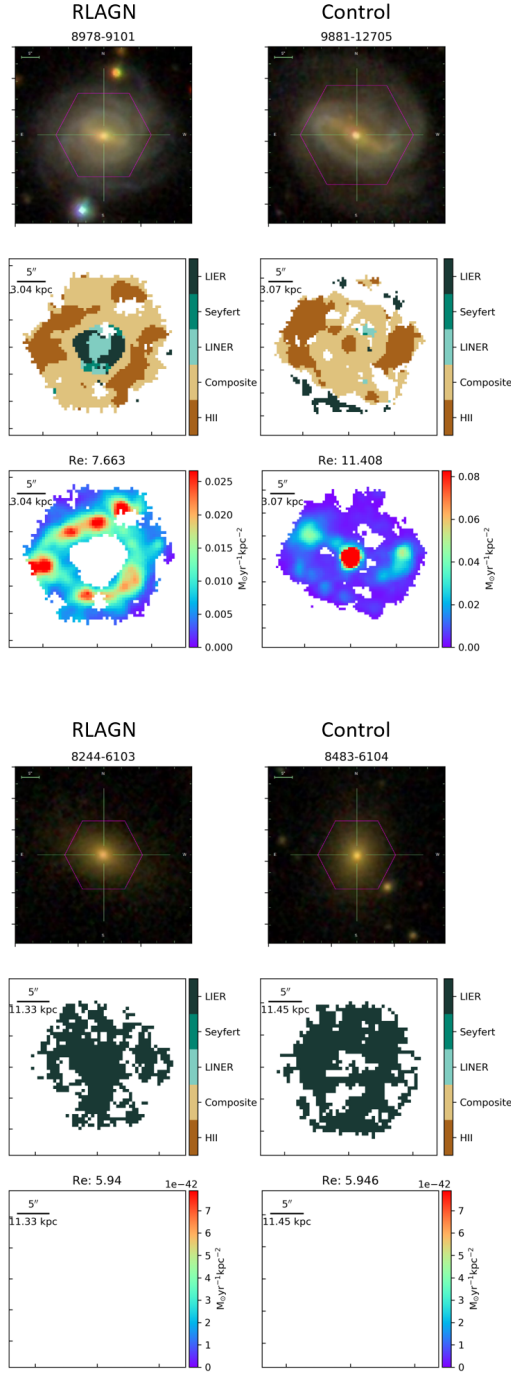 RLAGN Control
8978-9101 9881-12705
5"
3.04 kpc
LIER
Seyfert
LINER
Composite
HII
5"
3.07 kpc
LIER
Seyfert
LINER
Composite
HII
Re: 7.663
5"
3.04 kpc
0.025
0.020
0.015
0.010
0.005
0.000
M⊙yr⁻¹kpc⁻²
Re: 11.408
5"
3.07 kpc
0.08
0.06
0.04
0.02
0.00
M⊙yr⁻¹kpc⁻²
RLAGN Control
8244-6103 8483-6104
5"
11.33 kpc
LIER
Seyfert
LINER
Composite
HII
5"
11.45 kpc
LIER
Seyfert
LINER
Composite
HII
Re: 5.94
1e−42
5"
11.33 kpc
7
6
5
4
3
2
1
0
M⊙yr⁻¹kpc⁻²
Re: 5.946
1e−42
5"
11.45 kpc
7
6
5
4
3
2
1
0
M⊙yr⁻¹kpc⁻²